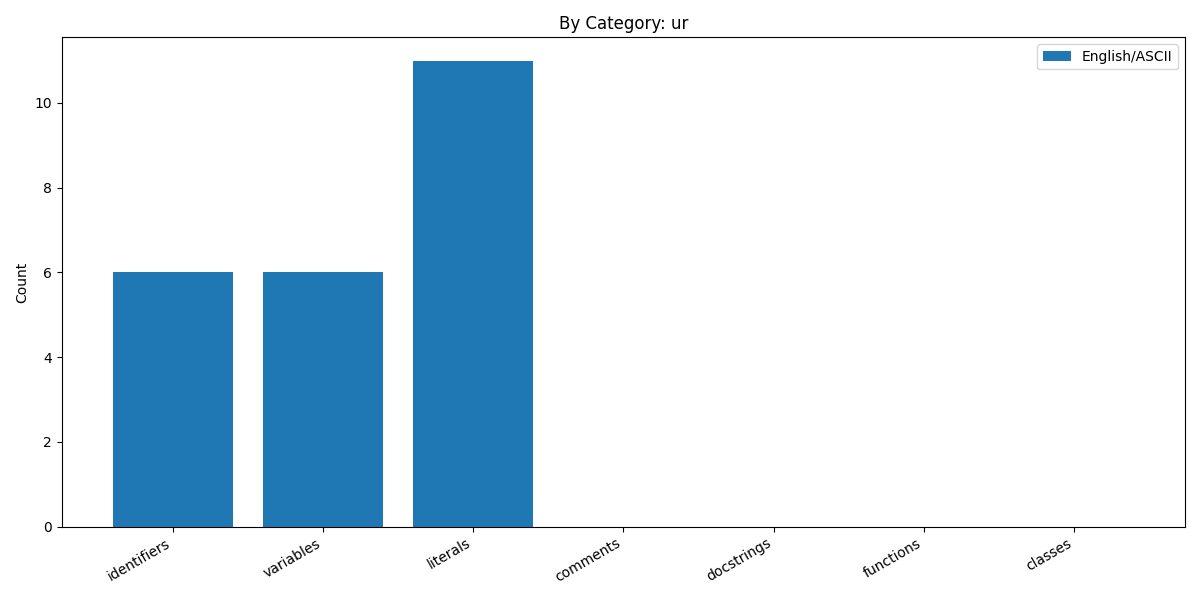 By Category: ur
English/ASCII
Count
10
8
6
4
2
0
identifiers
variables
literals
comments
docstrings
functions
classes